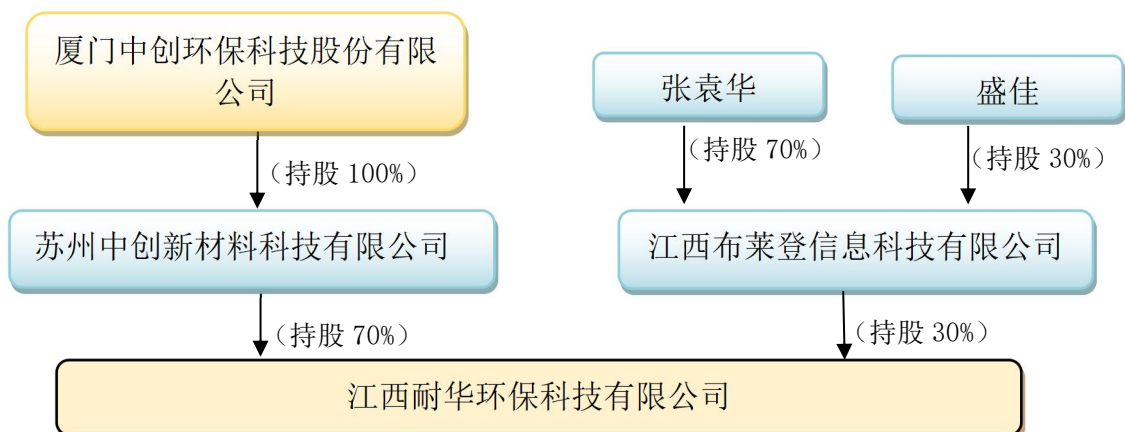 厦门中创环保科技股份有限
公司
张袁华
盛佳
（持股 100%）
（持股 70%）
（持股 30%）
苏州中创新材料科技有限公司
江西布莱登信息科技有限公司
（持股 70%）
（持股 30%）
江西耐华环保科技有限公司